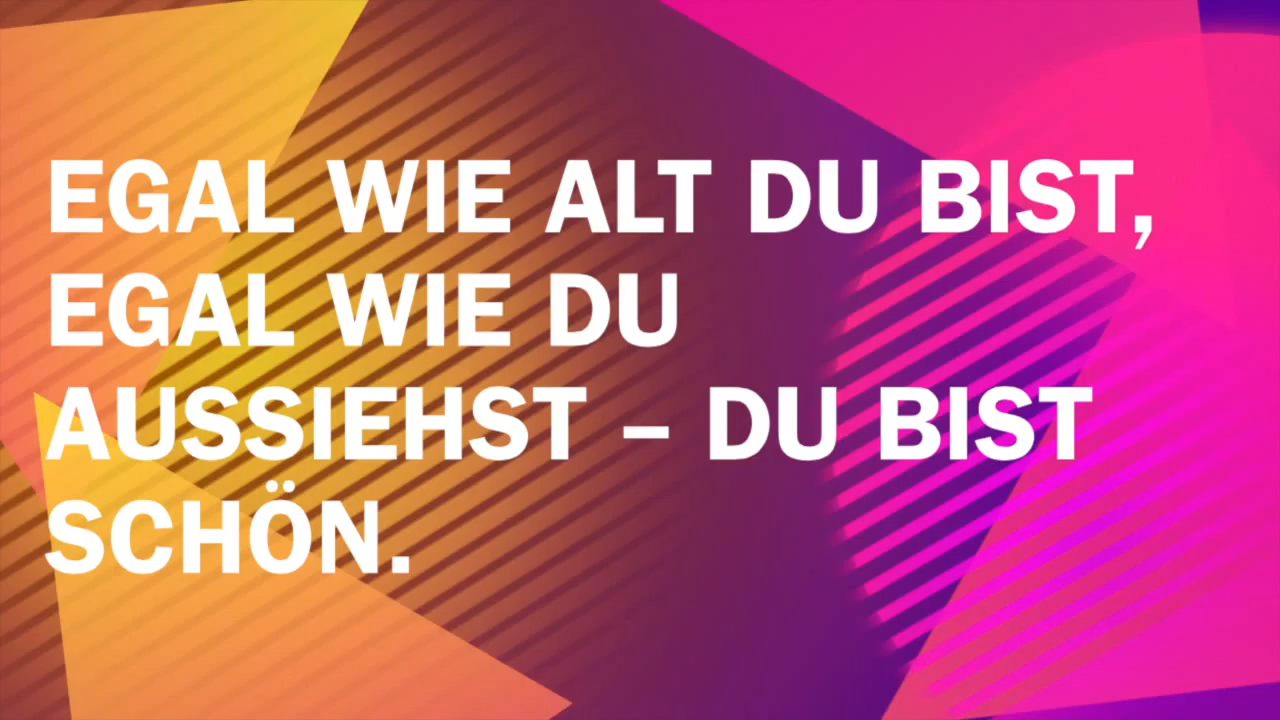 EGAL WIE ALT DU BIST,
EGAL WIE DU
AUSSIEHST – DU BIST
SCHÖN.